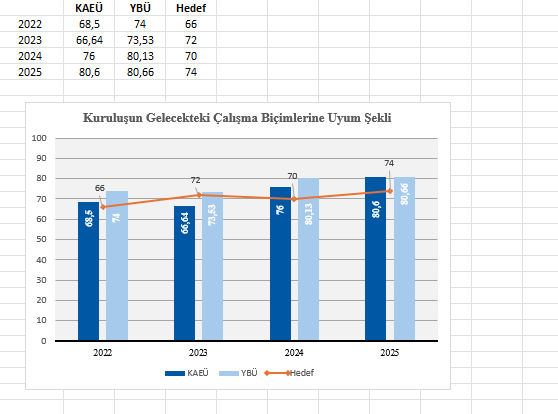 KAEÜ YBÜ Hedef
2022 68,5 74 66
2023 66,64 73,53 72
2024 76 80,13 70
2025 80,6 80,66 74
Kuruluşun Gelecekteki Çalışma Biçimlerine Uyum Şekli
100
90
80
70
60
50
40
30
20
10
0
68,5
74
66
66,64
73,53
72
76
80,13
70
80,6
80,66
74
2022 2023 2024 2025
KAEÜ YBÜ Hedef